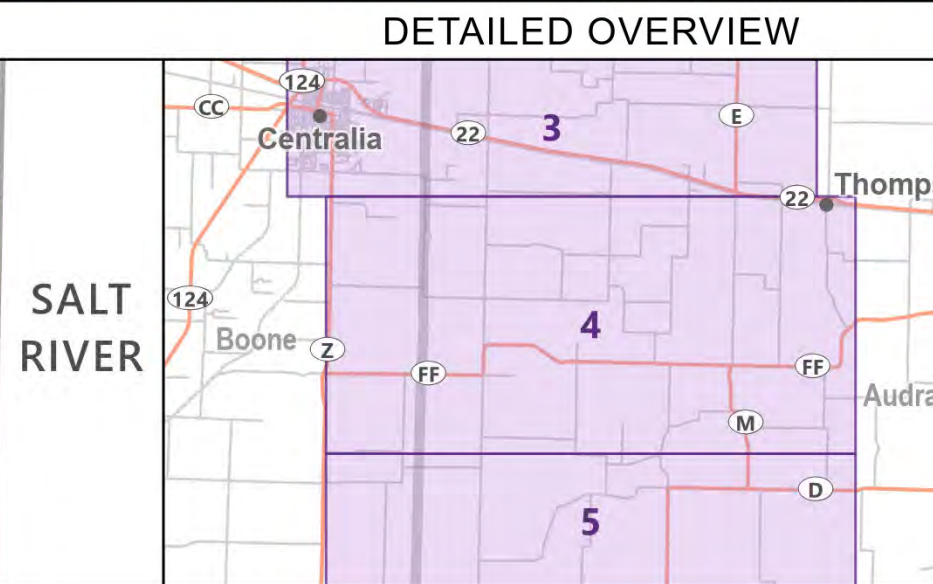 DETAILED OVERVIEW
SALT
RIVER
124
CC
Centralia
22
3
E
22
Thomp
124
Boone
Z
4
FF
FF
Audra
M
D
5